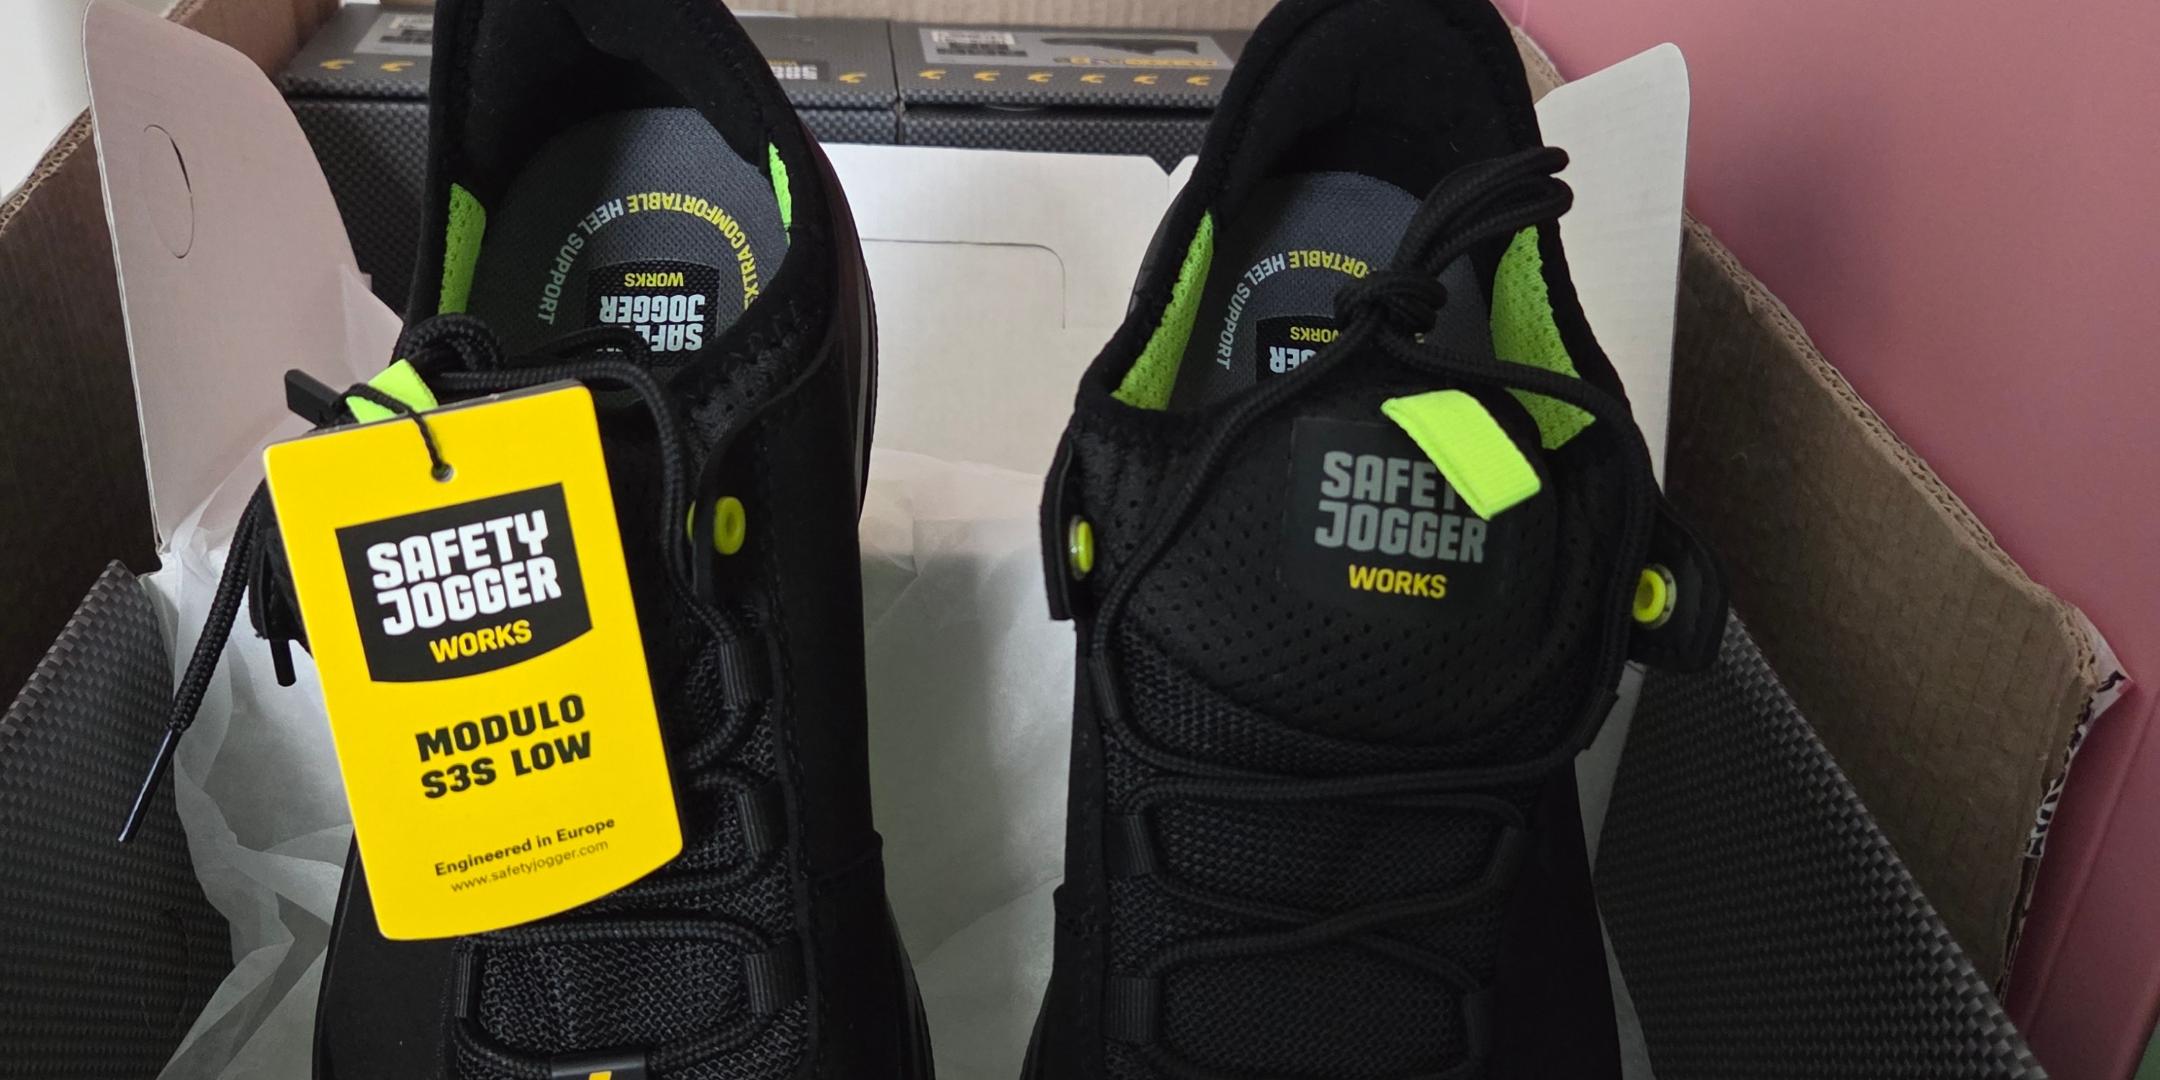 EXTRA COMFORTABLE HEEL SUPPORT
SAFETY
JOGGER
WORKS
SAFETY
JOGGER
WORKS
MODULO
S3S LOW
Engineered in Europe
www.safetyjogger.com
HEEL SUPPORT
WORKS
SAFETY
JOGGER
WORKS